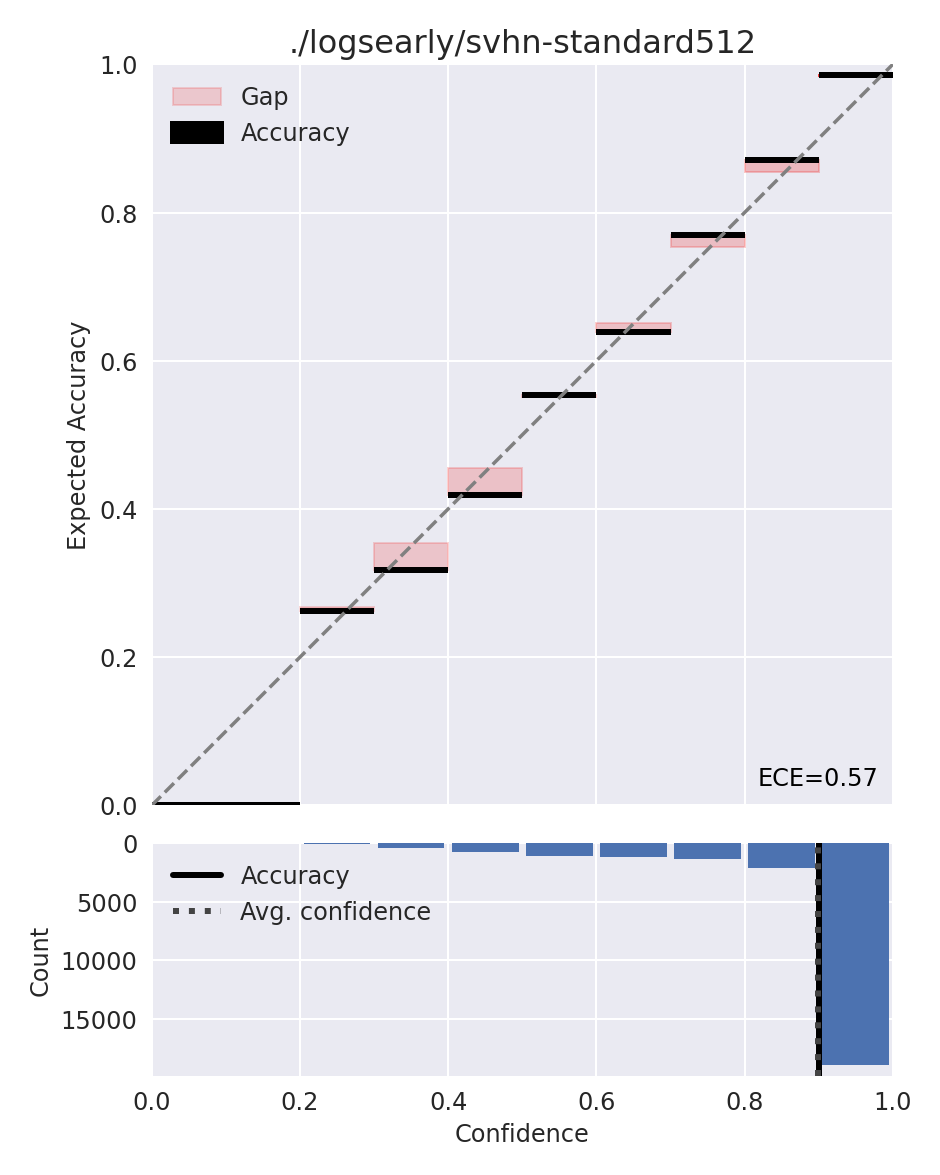 ./logsearly/svhn-standard512
1.0
Gap
Accuracy
0.8
0.6
Expected Accuracy
0.4
0.2
ECE=0.57
0.0
0
Accuracy
5000
Avg. confidence
Count
10000
15000
0.0 0.2 0.4 0.6 0.8 1.0
Confidence